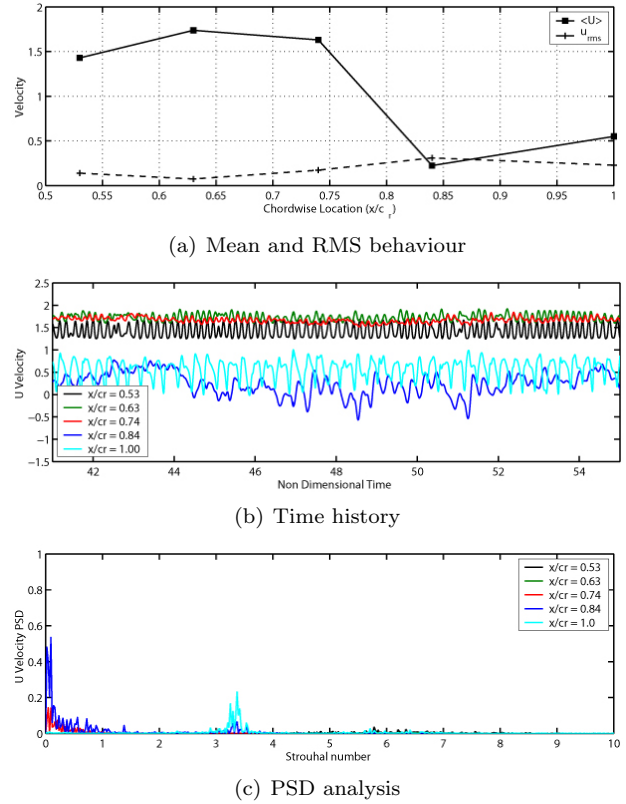 2
1.5
1
0.5
0
Velocity
<U>
u rms
0.5 0.55 0.6 0.65 0.7 0.75 0.8 0.85 0.9 0.95 1
Chordwise Location (x/c r)
(a) Mean and RMS behaviour
2.5
2
1.5
1
0.5
0
−0.5
−1
−1.5
U Velocity
x/cr = 0.53
x/cr = 0.63
x/cr = 0.74
x/cr = 0.84
x/cr = 1.00
42 44 46 48 50 52 54
Non Dimensional Time
(b) Time history
1
0.8
0.6
0.4
0.2
0
U Velocity PSD
x/cr = 0.53
x/cr = 0.63
x/cr = 0.74
x/cr = 0.84
x/cr = 1.0
0 1 2 3 4 5 6 7 8 9 10
Strouhal number
(c) PSD analysis